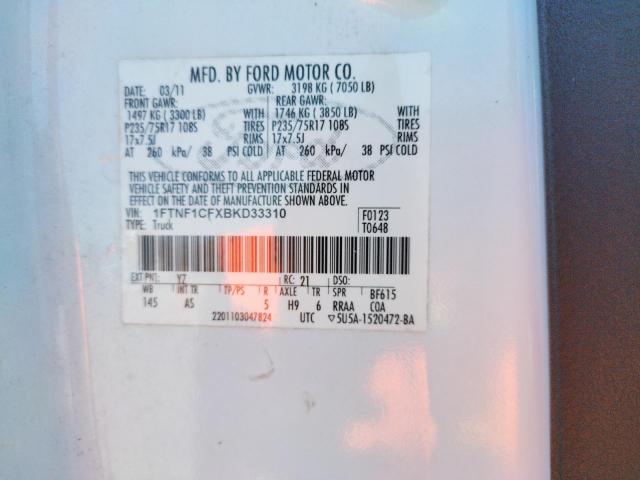 MFD. BY FORD MOTOR CO.
DATE: 03/11 GVWR: 3198 KG ( 7050 LB)
FRONT GAWR: REAR GAWR:
1497 KG ( 3300 LB) WITH 1746 KG ( 3850 LB) WITH
P235/75R17 108S TIRES P235/75R17 108S TIRES
17x7.5J RIMS 17x7.5J RIMS
AT 260 kPa/ 38 PSI COLD AT 260 kPa/ 38 PSI COLD
THIS VEHICLE CONFORMS TO ALL APPLICABLE FEDERAL MOTOR
VEHICLE SAFETY AND THEFT PREVENTION STANDARDS IN
EFFECT ON THE DATE OF MANUFACTURE SHOWN ABOVE.
VIN: 1FTNF1CFXBKD33310 F0123
TYPE: Truck T0648
EXT PNT: YZ RC: 21 DSO:
WB INT TR TP/PS R AXLE TR SPR BF615
145 AS 5 H9 6 RRAA COA
2201103047824 UTC ▽5U5A-1520472-BA